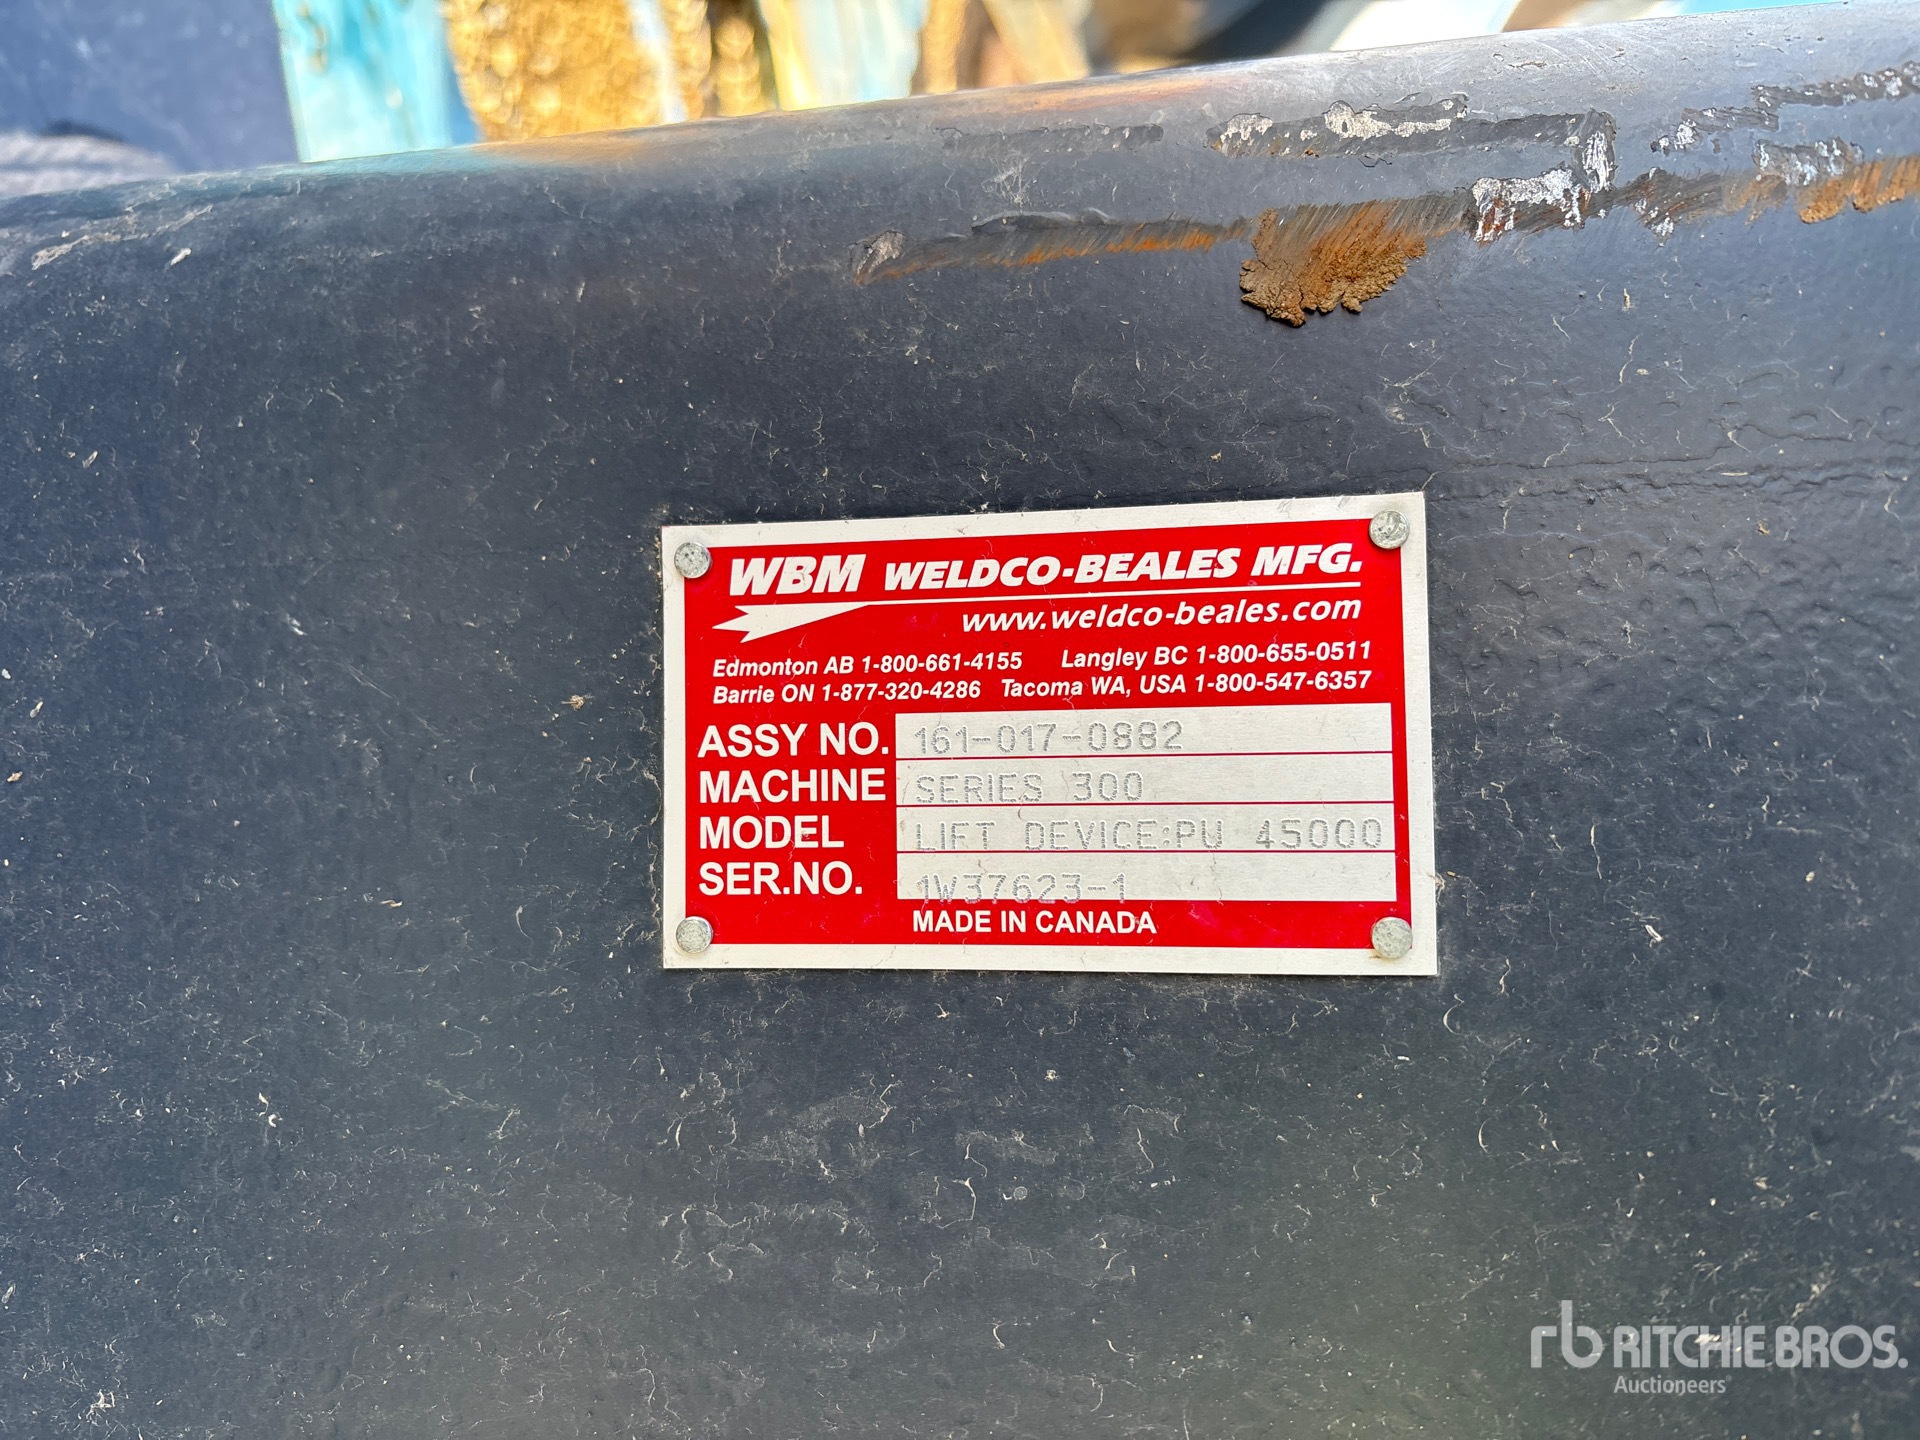 WBM WELDCO-BEALES MFG.
www.weldco-beales.com
Edmonton AB 1-800-661-4155 Langley BC 1-800-655-0511
Barrie ON 1-877-320-4286 Tacoma WA, USA 1-800-547-6357
ASSY NO. 161-017-0882
MACHINE SERIES 300
MODEL LIFT DEVICE:PU 45000
SER.NO. 1W37623-1
MADE IN CANADA
rb RITCHIE BROS.
Auctioneers